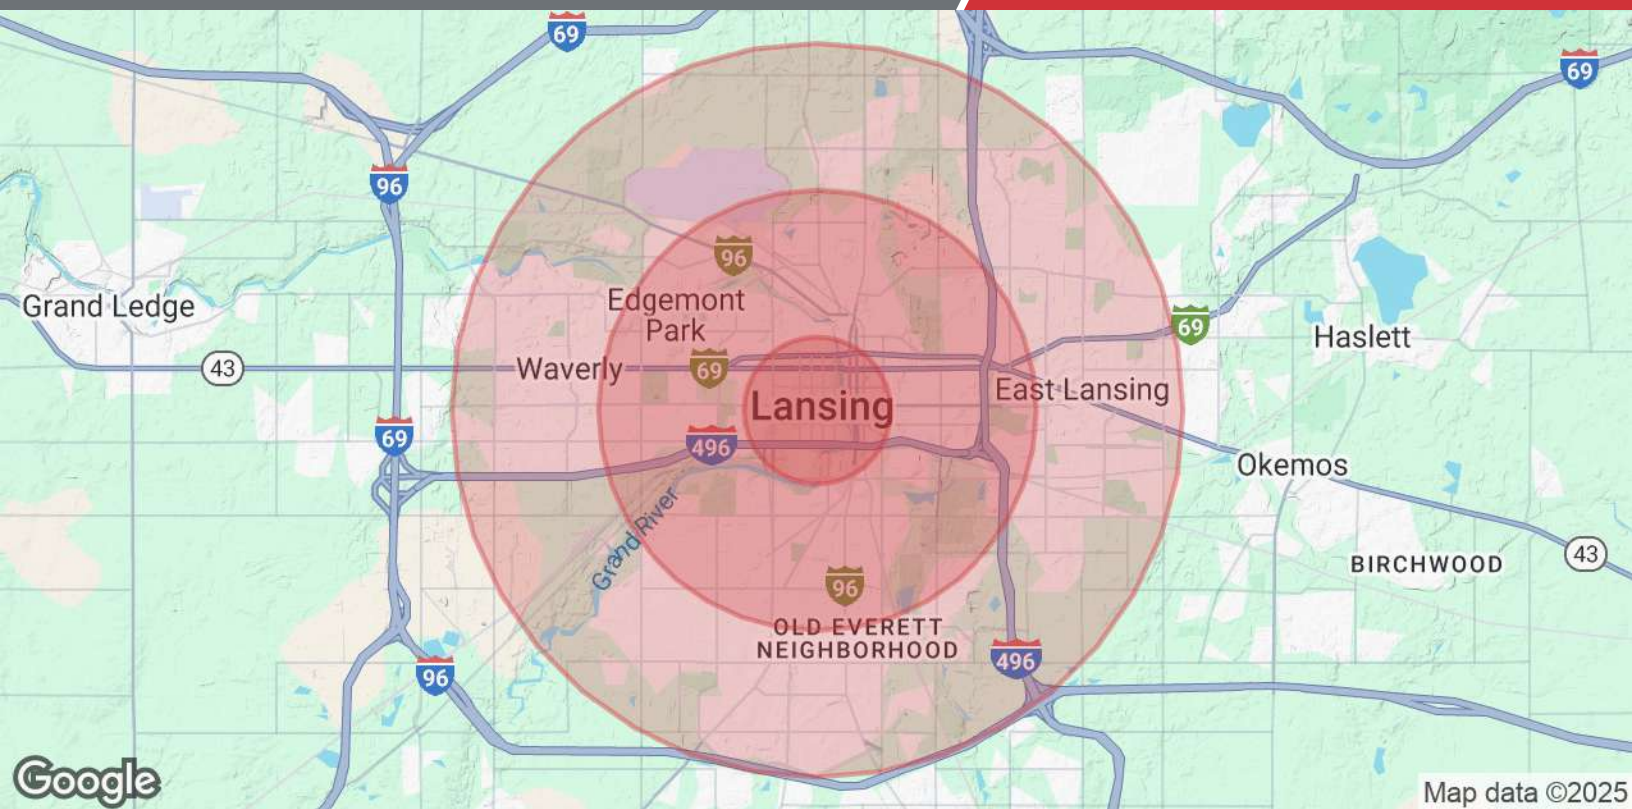 69
69
96
96
Edgemont
Park
Grand Ledge
69
Haslett
43
Waverly
69
East Lansing
Lansing
69
496
Okemos
Grand River
43
BIRCHWOOD
96
OLD EVERETT
NEIGHBORHOOD
496
96
Google
Map data ©2025